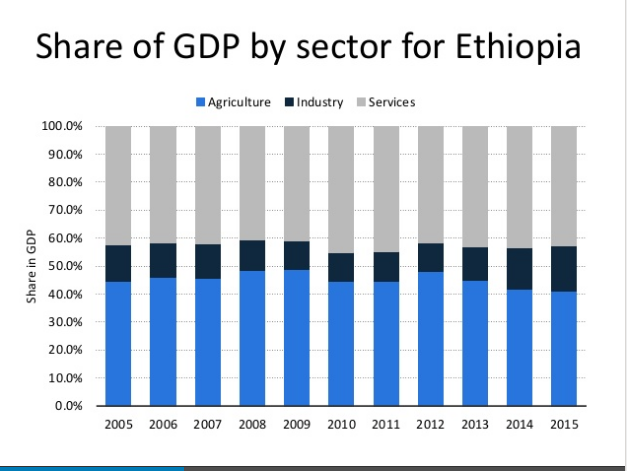 Share of GDP by sector for Ethiopia
Agriculture Industry Services
100.0%
90.0%
80.0%
70.0%
60.0%
50.0%
40.0%
30.0%
20.0%
10.0%
0.0%
Share in GDP
2005 2006 2007 2008 2009 2010 2011 2012 2013 2014 2015